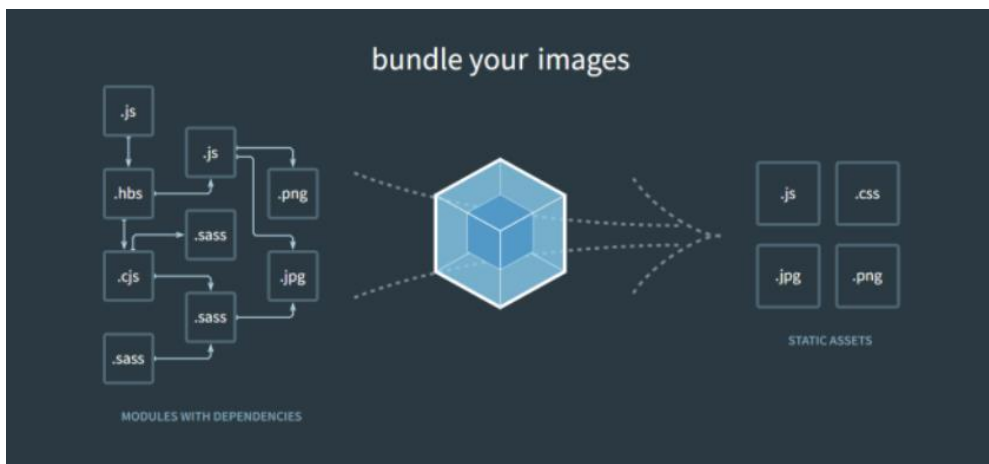 bundle your images
.js
.js
.hbs
.png
.sass
.cjs
.jpg
.sass
.sass
MODULES WITH DEPENDENCIES
.js
.css
.jpg
.png
STATIC ASSETS